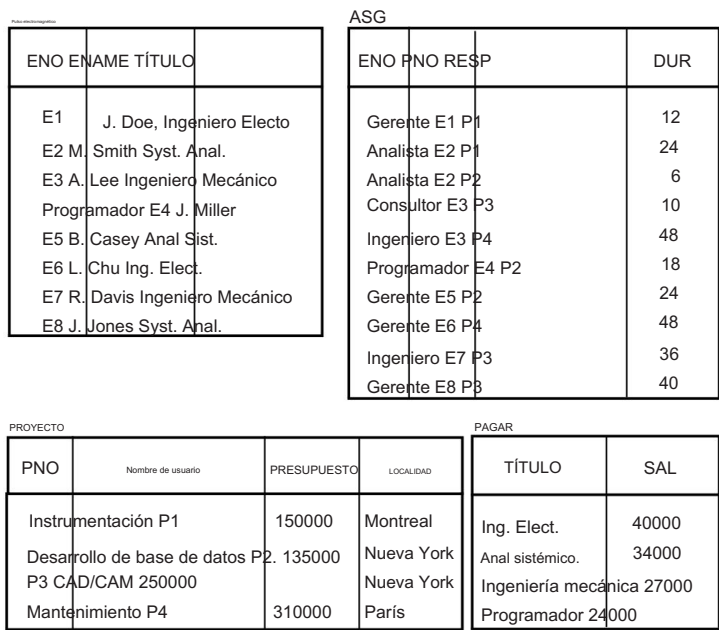 Pulso electromagnético
ENO ENAME TÍTULO
E1 J. Doe, Ingeniero Electo
E2 M. Smith Syst. Anal.
E3 A. Lee Ingeniero Mecánico
Programador E4 J. Miller
E5 B. Casey Anal Sist.
E6 L. Chu Ing. Elect.
E7 R. Davis Ingeniero Mecánico
E8 J. Jones Syst. Anal.
ASG
ENO PNO RESP DUR
Gerente E1 P1 12
Analista E2 P1 24
Analista E2 P2 6
Consultor E3 P3 10
Ingeniero E3 P4 48
Programador E4 P2 18
Gerente E5 P2 24
Gerente E6 P4 48
Ingeniero E7 P3 36
Gerente E8 P3 40
PROYECTO
PNO Nombre de usuario PRESUPUESTO LOCALIDAD
Instrumentación P1 150000 Montreal
Desarrollo de base de datos P2. 135000 Nueva York
P3 CAD/CAM 250000 Nueva York
Mantenimiento P4 310000 París
PAGAR
TÍTULO SAL
Ing. Elect. 40000
Anal sistémico. 34000
Ingeniería mecánica 27000
Programador 24000